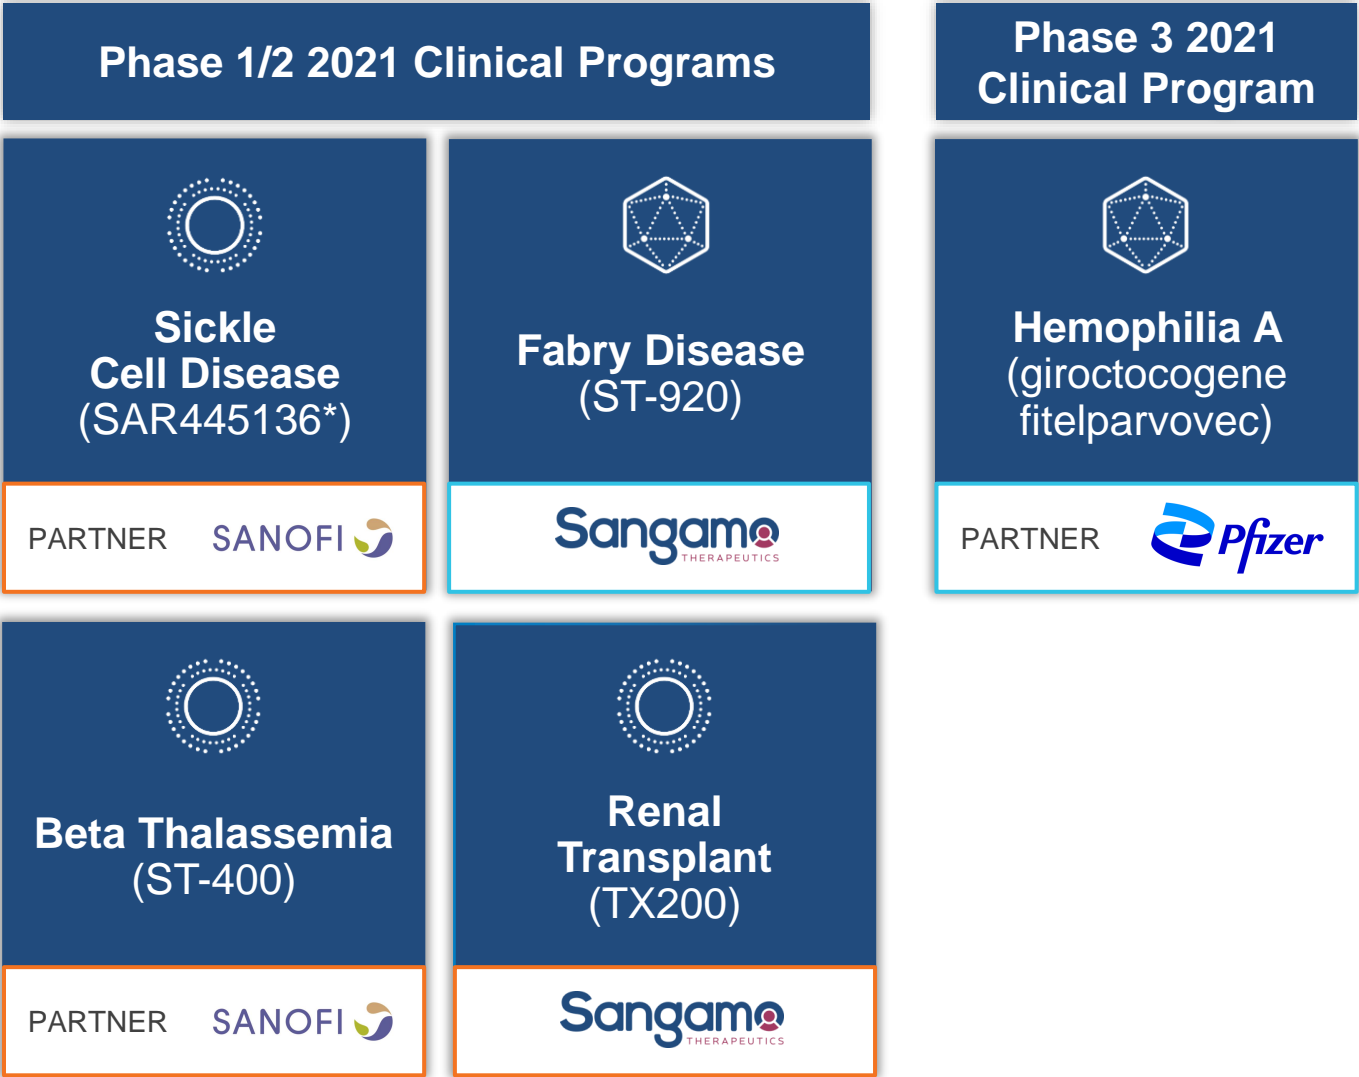 Phase 1/2 2021 Clinical Programs
Phase 3 2021
Clinical Program
Sickle
Cell Disease
(SAR445136*)
PARTNER SANOFI
Fabry Disease
(ST-920)
Sangamo
THERAPEUTICS
Hemophilia A
(giroctocogene
fitelparvovec)
PARTNER Pfizer
Beta Thalassemia
(ST-400)
PARTNER SANOFI
Renal
Transplant
(TX200)
Sangamo
THERAPEUTICS